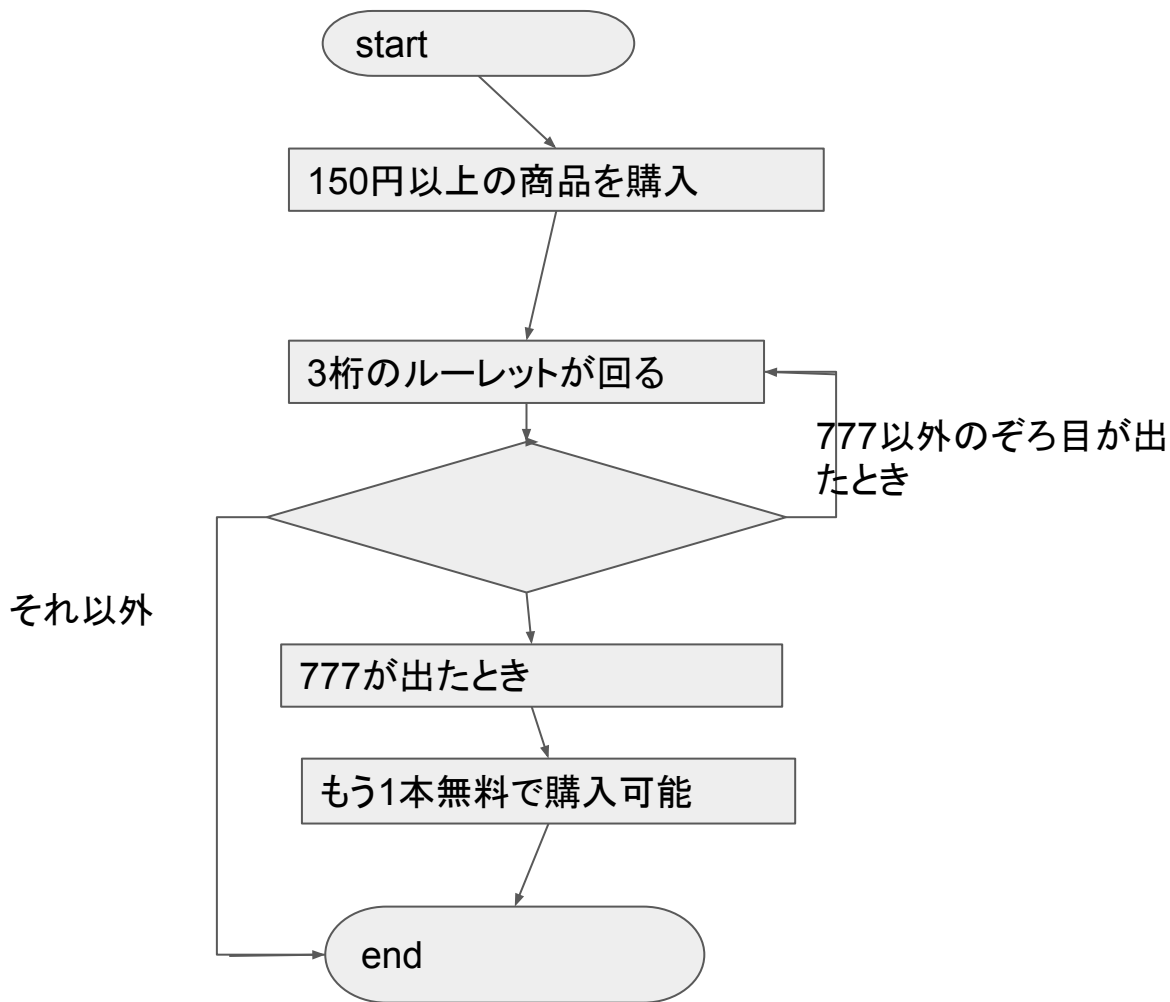 start
150円以上の商品を購入
3桁のルーレットが回る
777以外のぞろ目が出
たとき
それ以外
777が出たとき
もう1本無料で購入可能
end